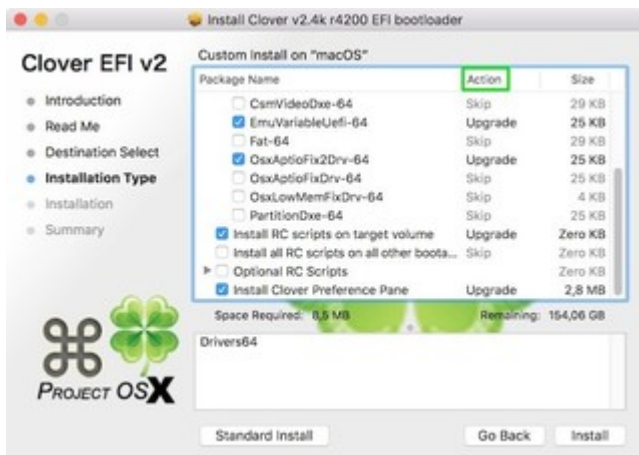 Install Clover v2.4k r4200 EFI bootloader
Clover EFI v2
Introduction
Read Me
Destination Select
Installation Type
Installation
Summary
PROJECT OSX
Custom Install on "macOS"
Package Name Action Size
CsmVideoDxe-64 Skip 29 KB
EmuVariableUefi-64 Upgrade 25 KB
Fat-64 Skip 29 KB
OsxAptioFix2Drv-64 Upgrade 25 KB
OsxAptioFixDrv-64 Skip 25 KB
OsxLowMemFixDrv-64 Skip 4 KB
PartitionDxe-64 Skip 25 KB
Install RC scripts on target volume Upgrade Zero KB
Install all RC scripts on all other boota... Skip Zero KB
Optional RC Scripts Zero KB
Install Clover Preference Pane Upgrade 2,8 MB
Space Required: 8,5 MB Remaining: 154,06 GB
Drivers64
Standard Install Go Back Install